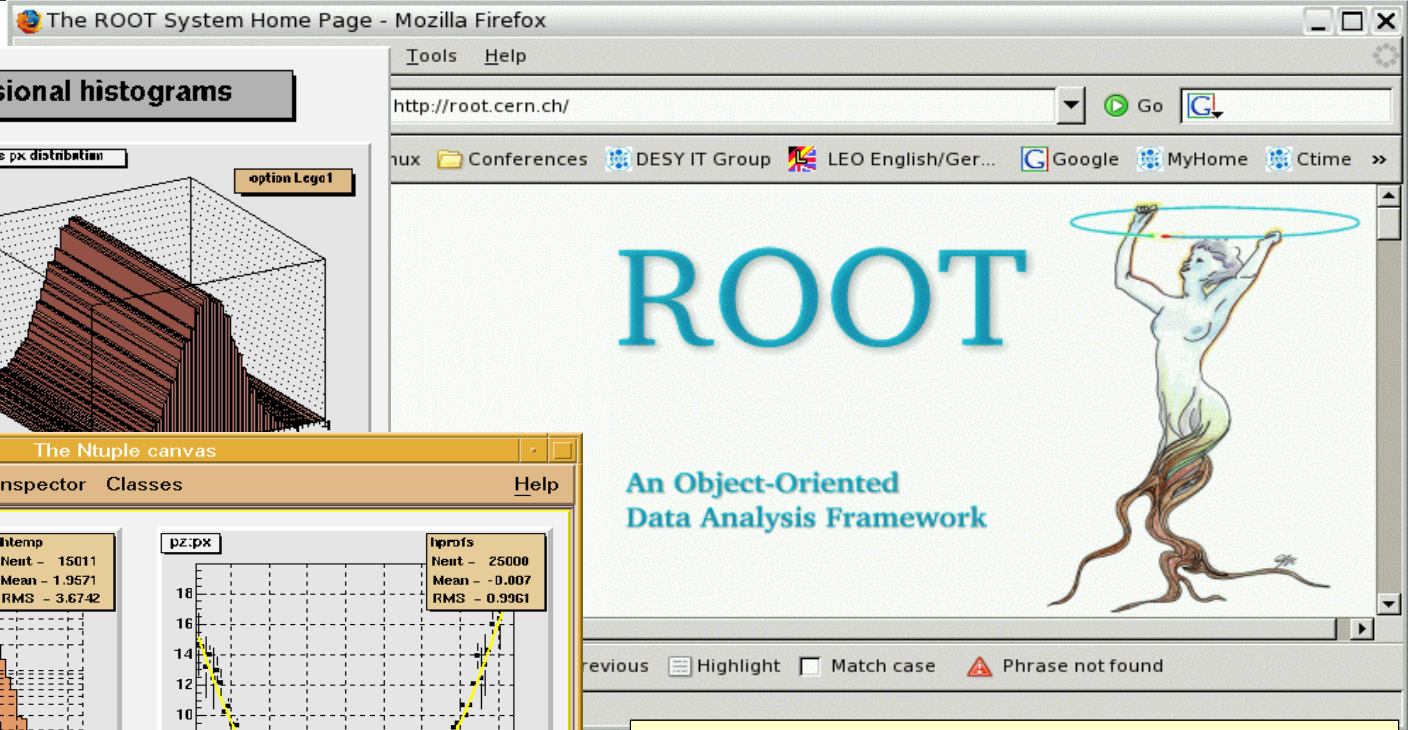 The ROOT System Home Page - Mozilla Firefox
Tools Help
sional histograms
http://root.cern.ch/
Go
G
s px distribution
nux Conferences DESY IT Group LEO English/Ger... Google MyHome Ctime »
option Lego1
ROOT
An Object-Oriented
Data Analysis Framework
The Ntuple canvas
nspector Classes Help
htemp
Nent = 15011
Mean = 1.9571
RMS = 3.6742
pz:px
hprofs
Nent = 25000
Mean = -0.007
RMS = 0.9961
18
16
14
12
10
revious Highlight Match case Phrase not found